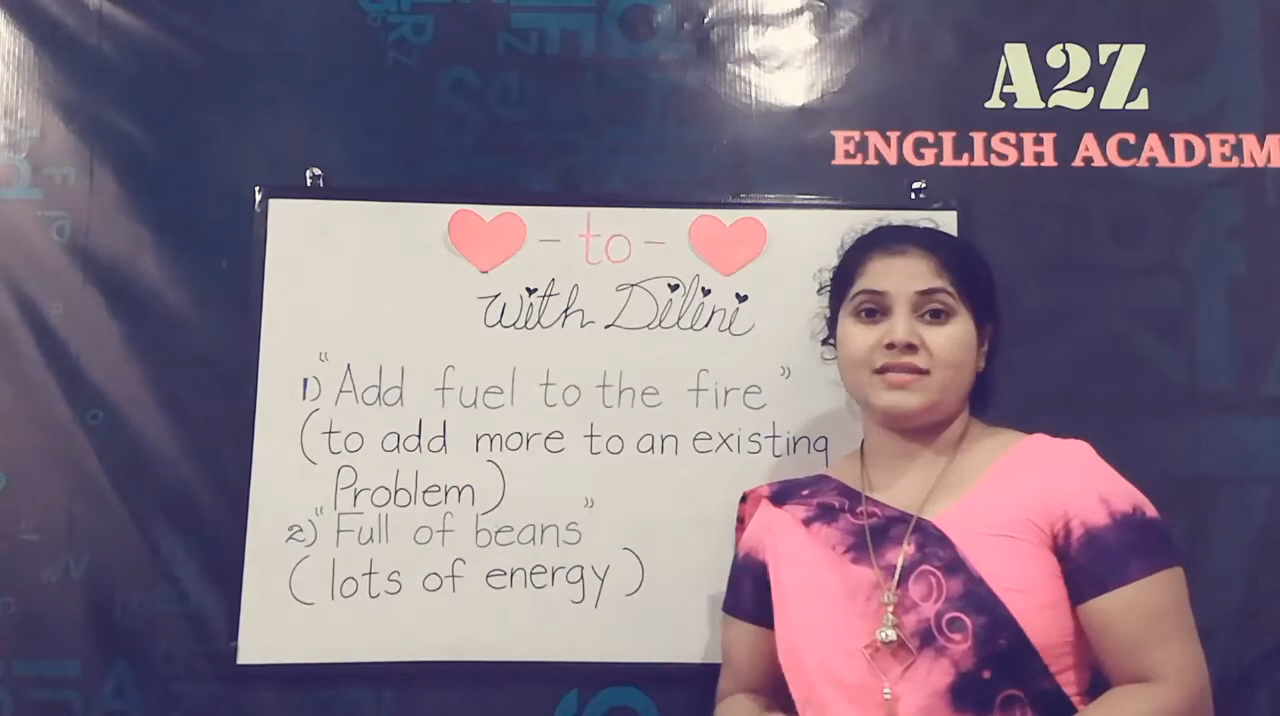 A2Z
ENGLISH ACADEM
- to -
with Dilini
1) "Add fuel to the fire"
(to add more to an existing
Problem)
2) "Full of beans"
(lots of energy)